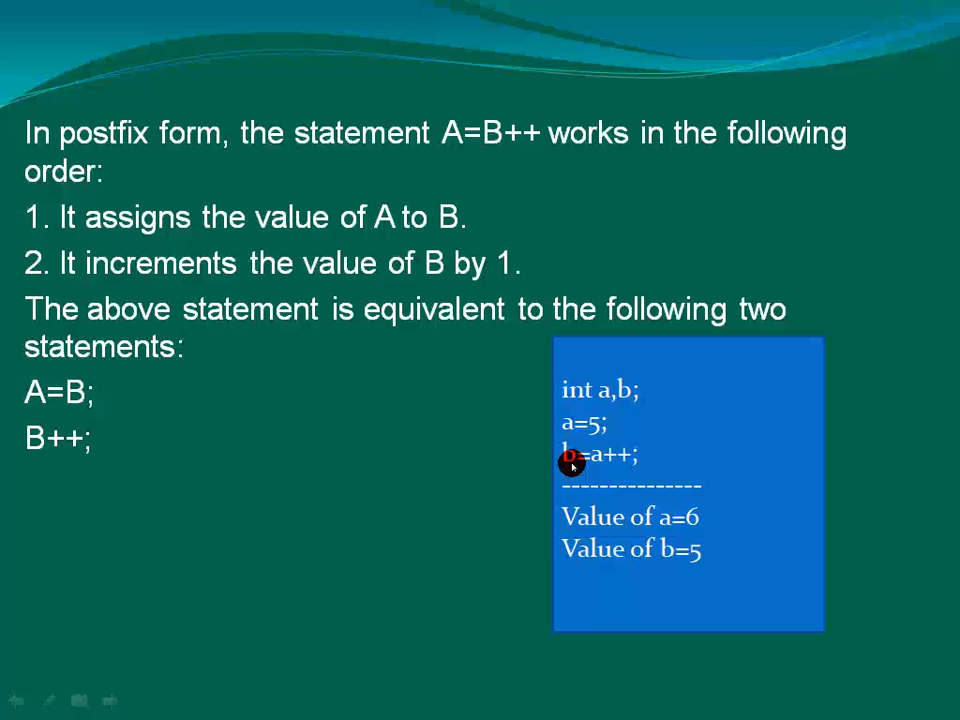 In postfix form, the statement A=B++ works in the following
order:
1. It assigns the value of A to B.
2. It increments the value of B by 1.
The above statement is equivalent to the following two
statements:
A=B;
B++;
int a,b;
a=5;
b=a++;
---------------
Value of a=6
Value of b=5